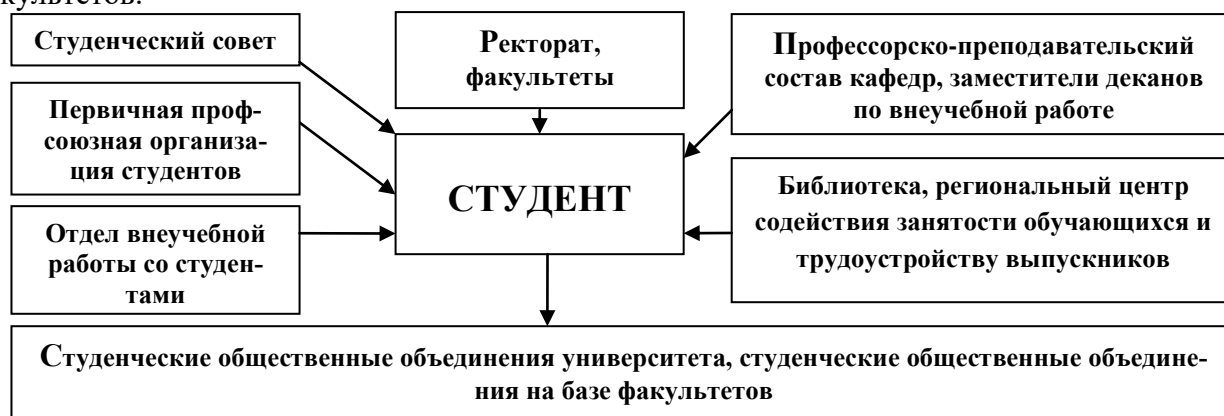 культетов.
Студенческий совет
Ректорат,
факультеты
Профессорско-преподавательский
состав кафедр, заместители деканов
по внеучебной работе
Первичная проф-
союзная организа-
ция студентов
СТУДЕНТ
Библиотека, региональный центр
содействия занятости обучающихся и
трудоустройству выпускников
Отдел внеучебной
работы со студен-
тами
Студенческие общественные объединения университета, студенческие общественные объедине-
ния на базе факультетов